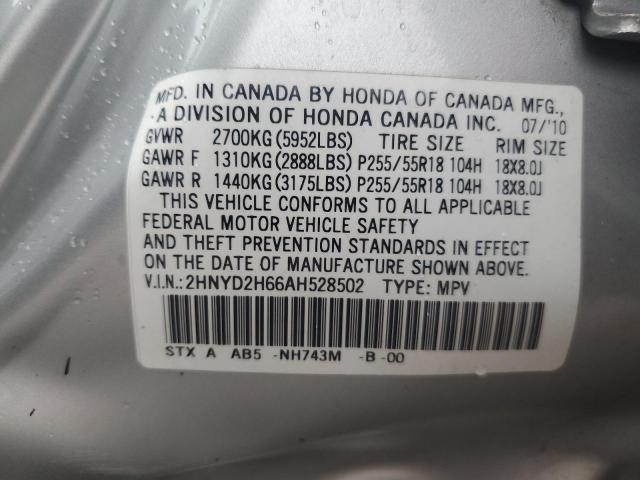 MFD. IN CANADA BY HONDA OF CANADA MFG.,
A DIVISION OF HONDA CANADA INC. 07/'10
GVWR 2700KG(5952LBS) TIRE SIZE RIM SIZE
GAWR F 1310KG(2888LBS) P255/55R18 104H 18X8.0J
GAWR R 1440KG(3175LBS) P255/55R18 104H 18X8.0J
THIS VEHICLE CONFORMS TO ALL APPLICABLE
FEDERAL MOTOR VEHICLE SAFETY
AND THEFT PREVENTION STANDARDS IN EFFECT
ON THE DATE OF MANUFACTURE SHOWN ABOVE.
V.I.N.: 2HNYD2H66AH528502 TYPE: MPV
STX A AB5 -NH743M -B-00